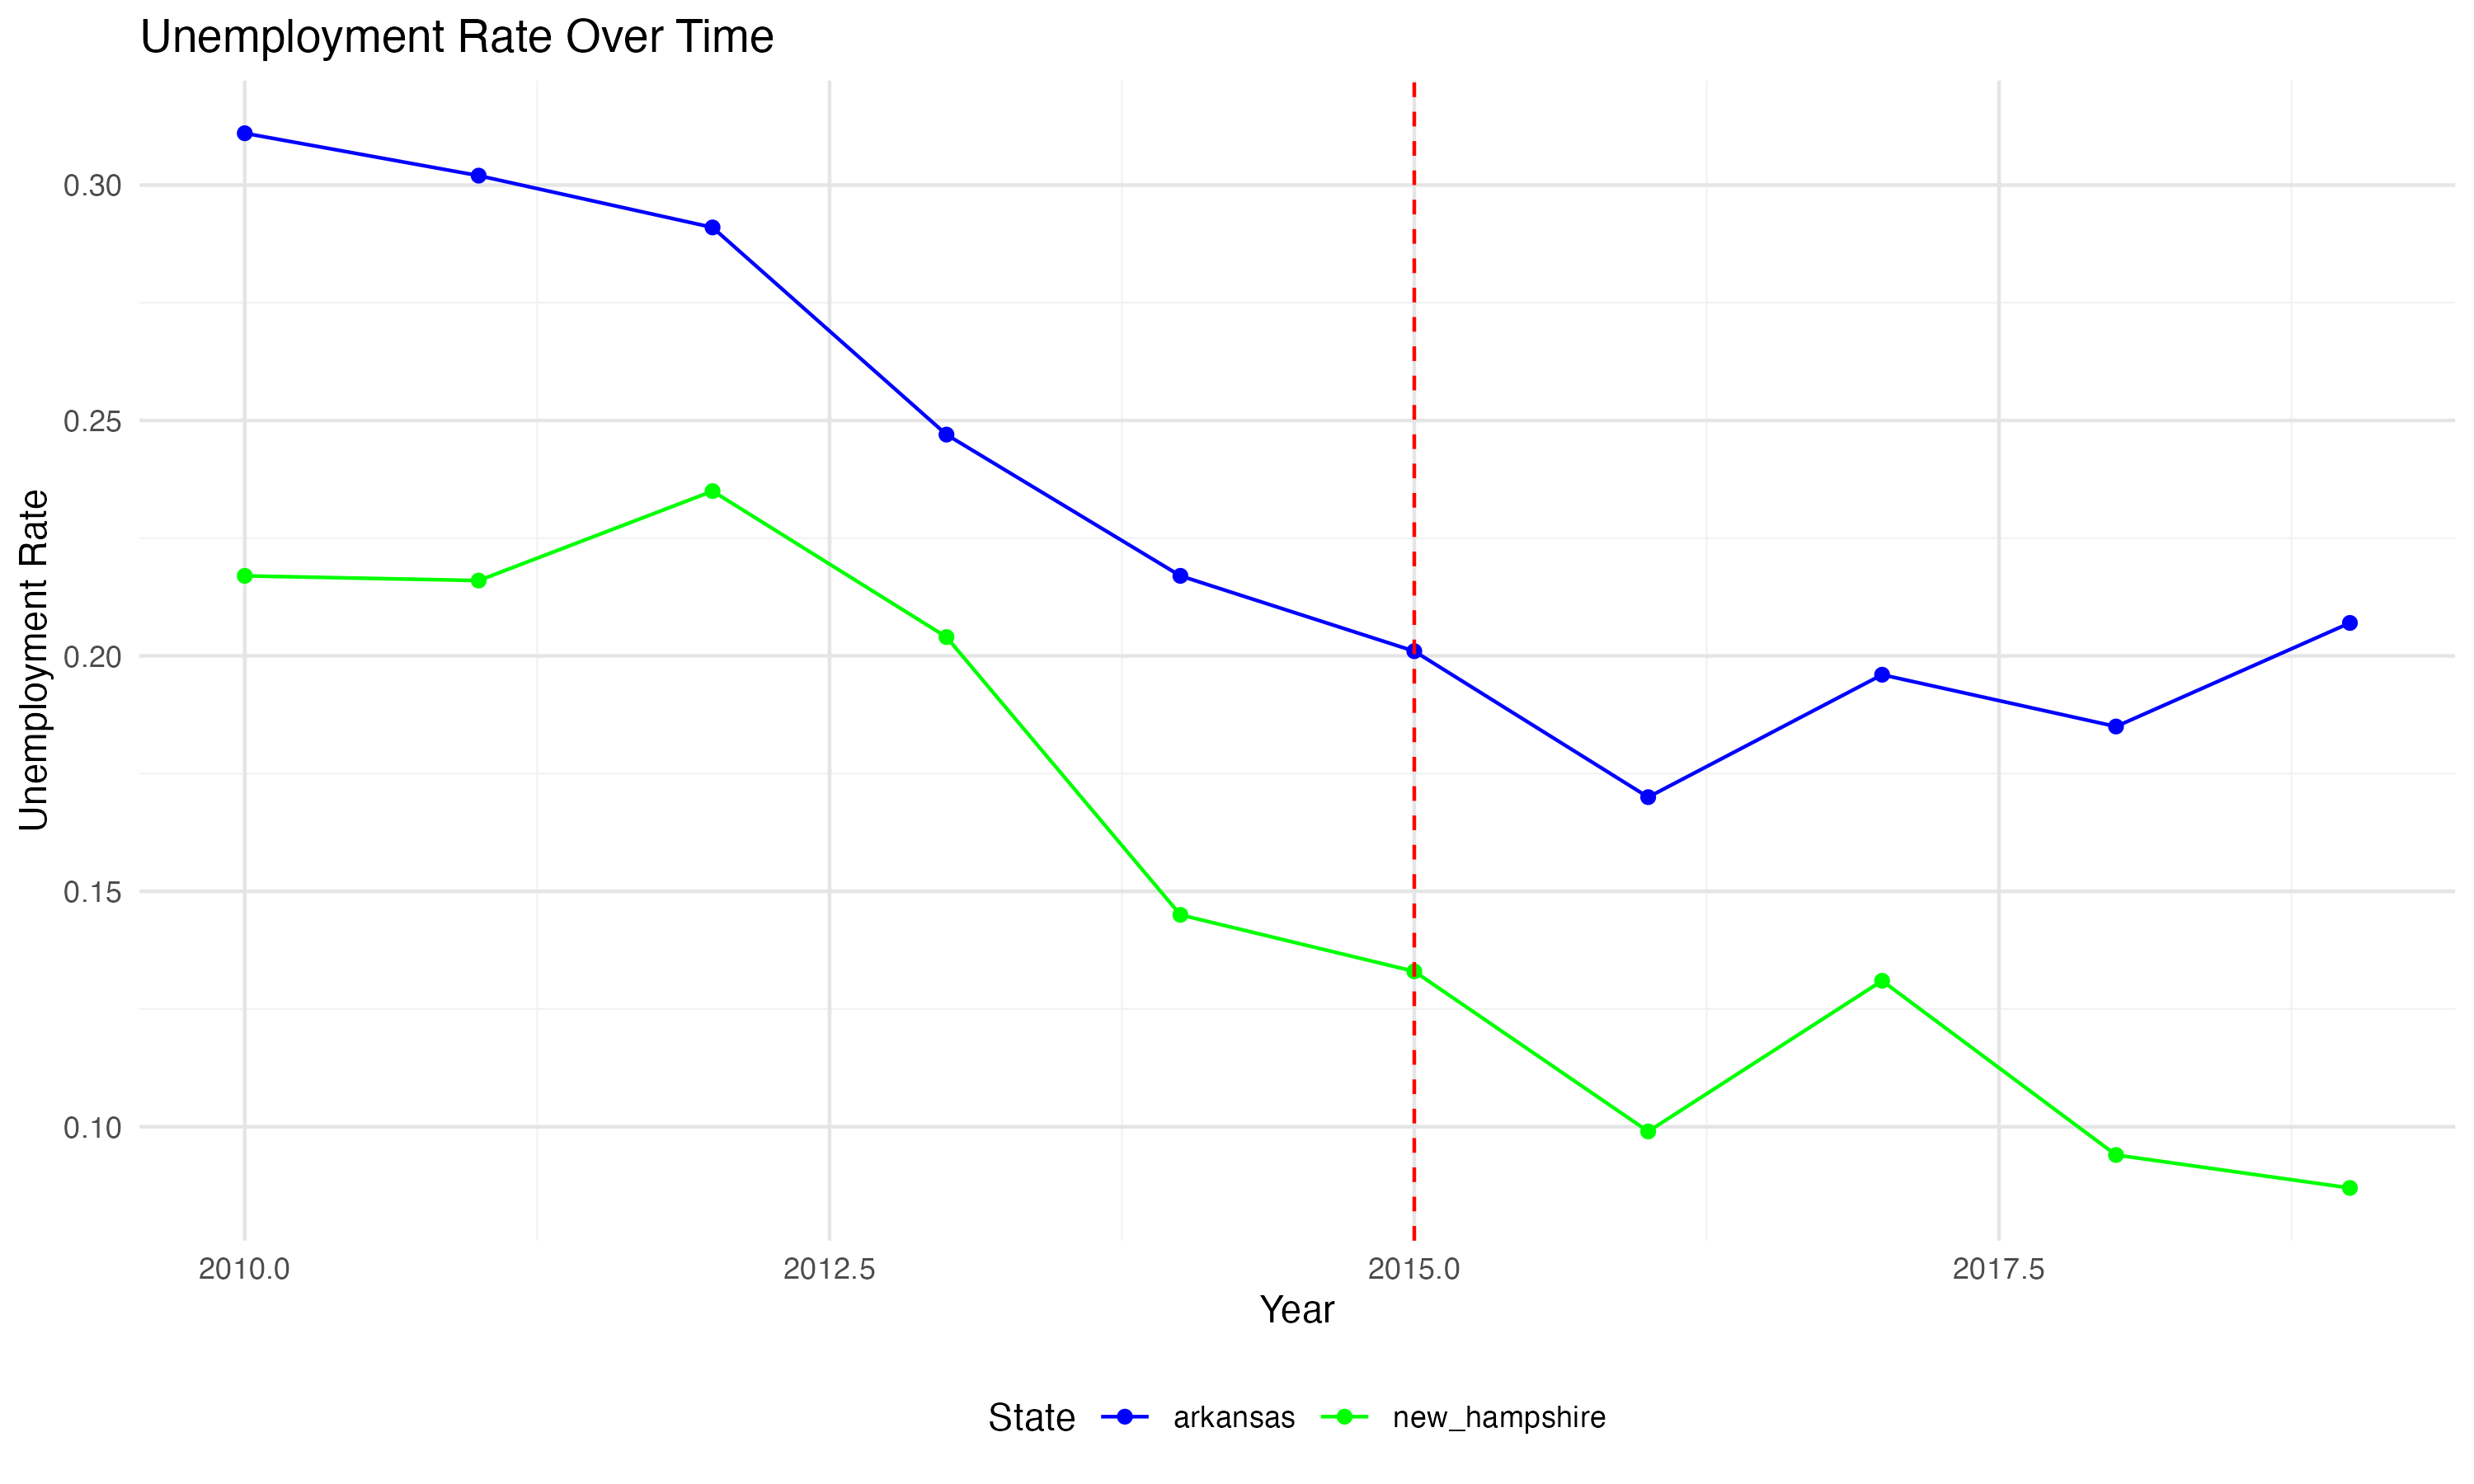 Unemployment Rate Over Time
Unemployment Rate
0.30
0.25
0.20
0.15
0.10
2010.0 2012.5 2015.0 2017.5
Year
State arkansas new_hampshire